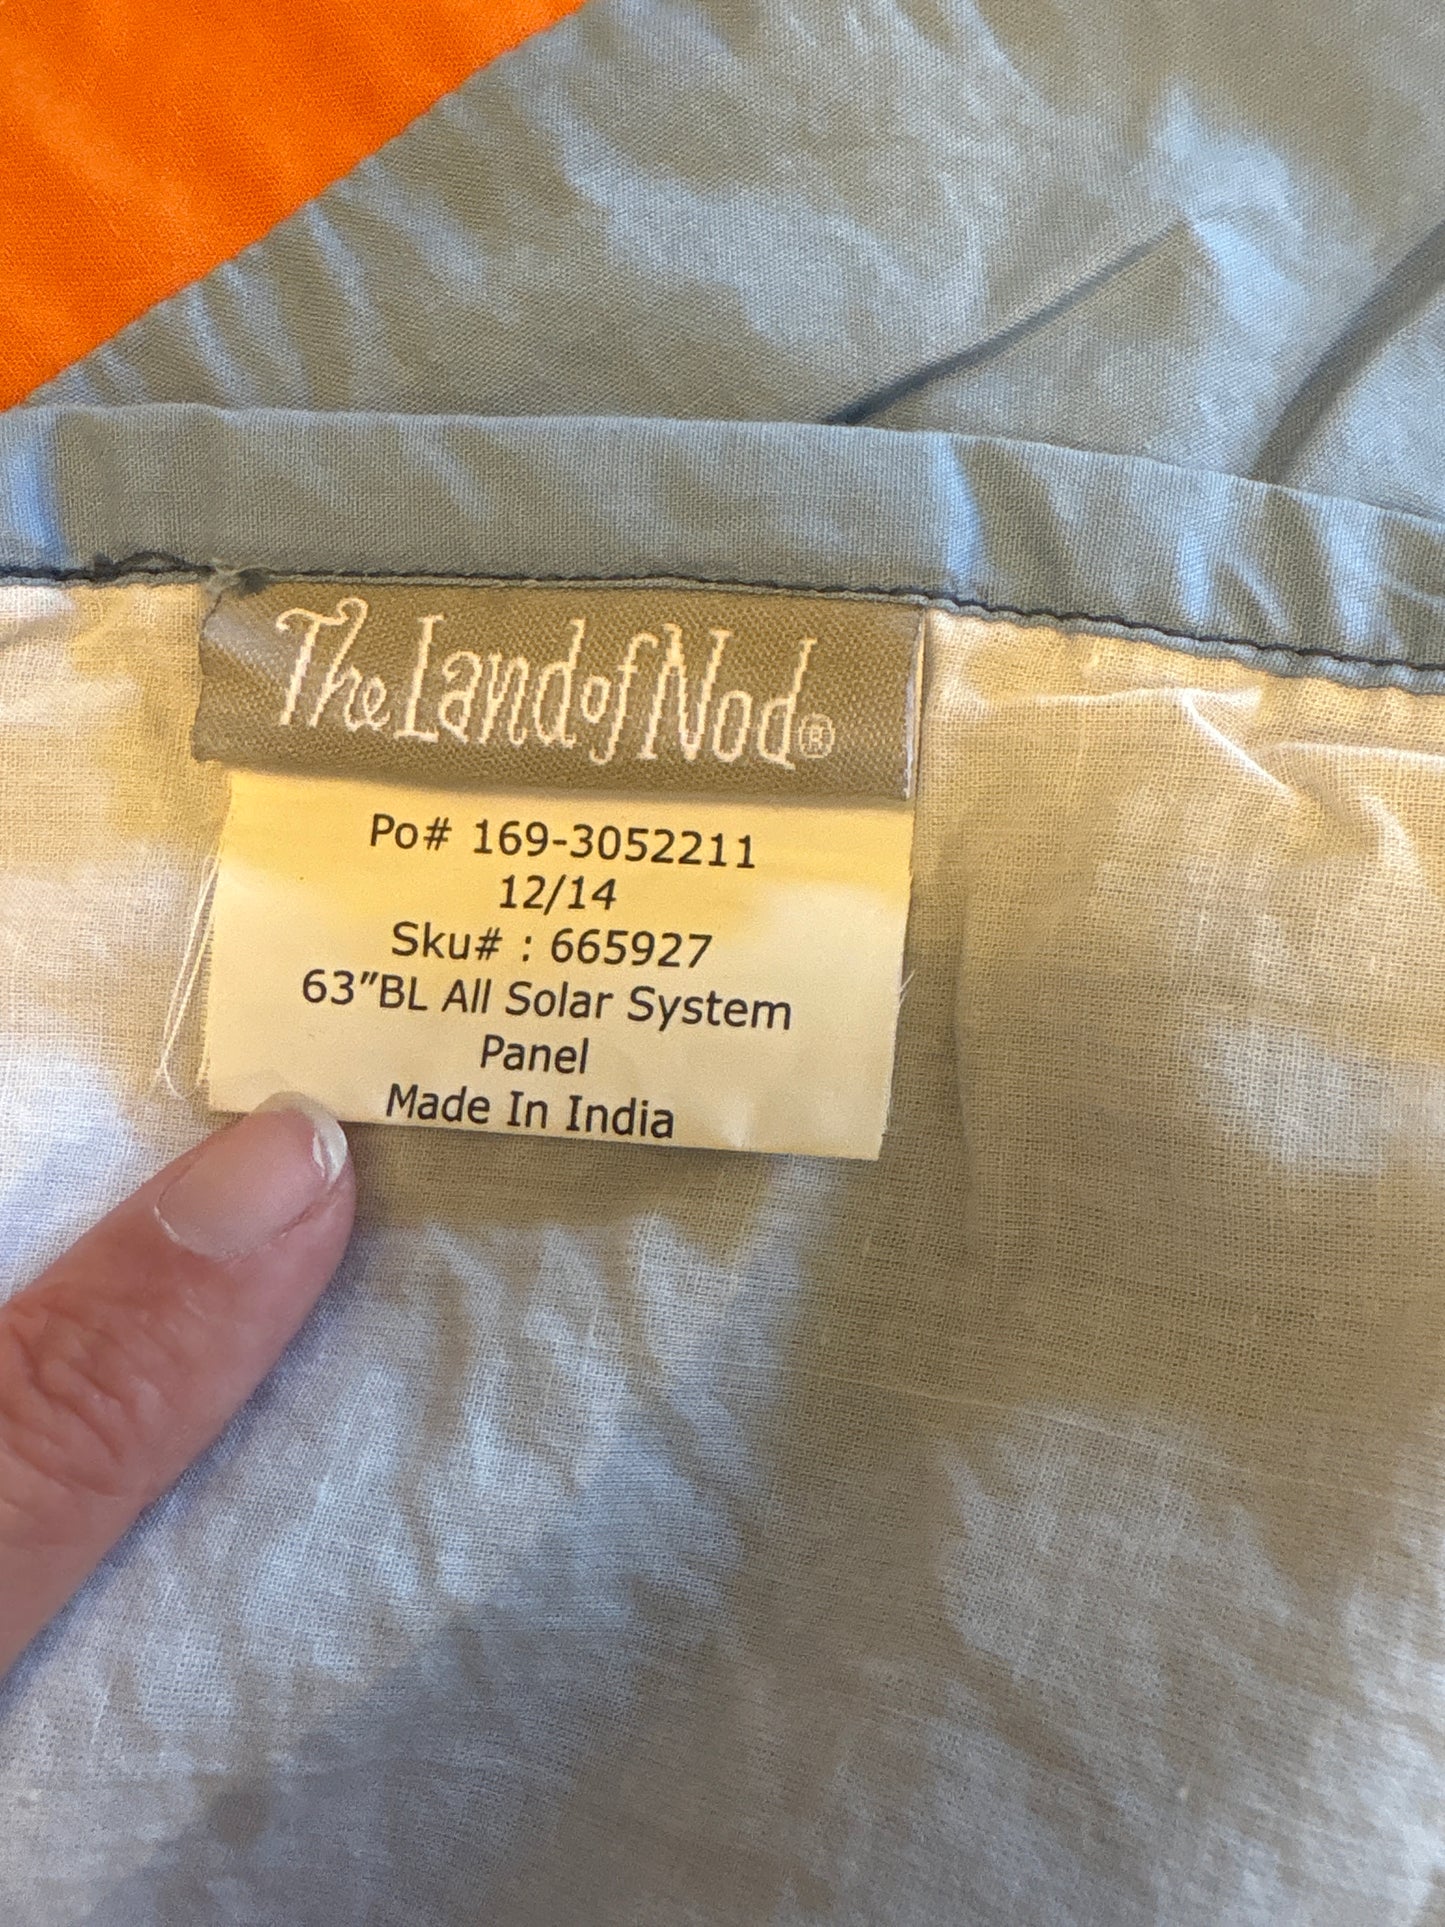 The Land of Nod®
Po# 169-3052211
12/14
Sku# : 665927
63"BL All Solar System
Panel
Made In India